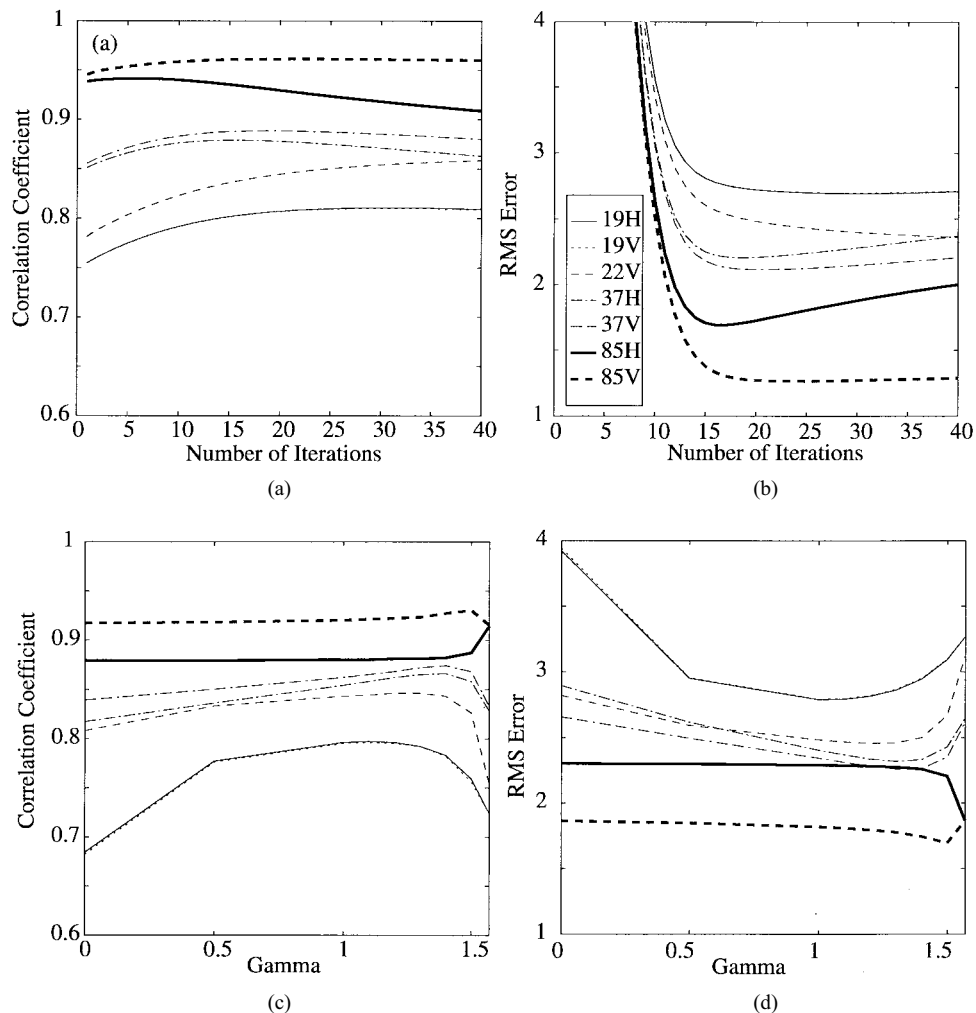 (a)
1
0.9
0.8
0.7
0.6
Correlation Coefficient
0 5 10 15 20 25 30 35 40
Number of Iterations
(a)
4
3
2
1
RMS Error
19H
19V
22V
37H
37V
85H
85V
0 5 10 15 20 25 30 35 40
Number of Iterations
(b)
1
0.9
0.8
0.7
0.6
Correlation Coefficient
0 0.5 1 1.5
Gamma
(c)
4
3
2
1
RMS Error
0 0.5 1 1.5
Gamma
(d)